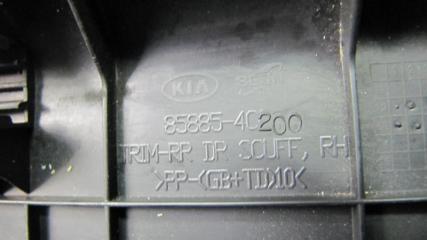 KIA
85885-4C200
TRIM-RR DR SCUFF, RH
>PP-(GB+TD)10<